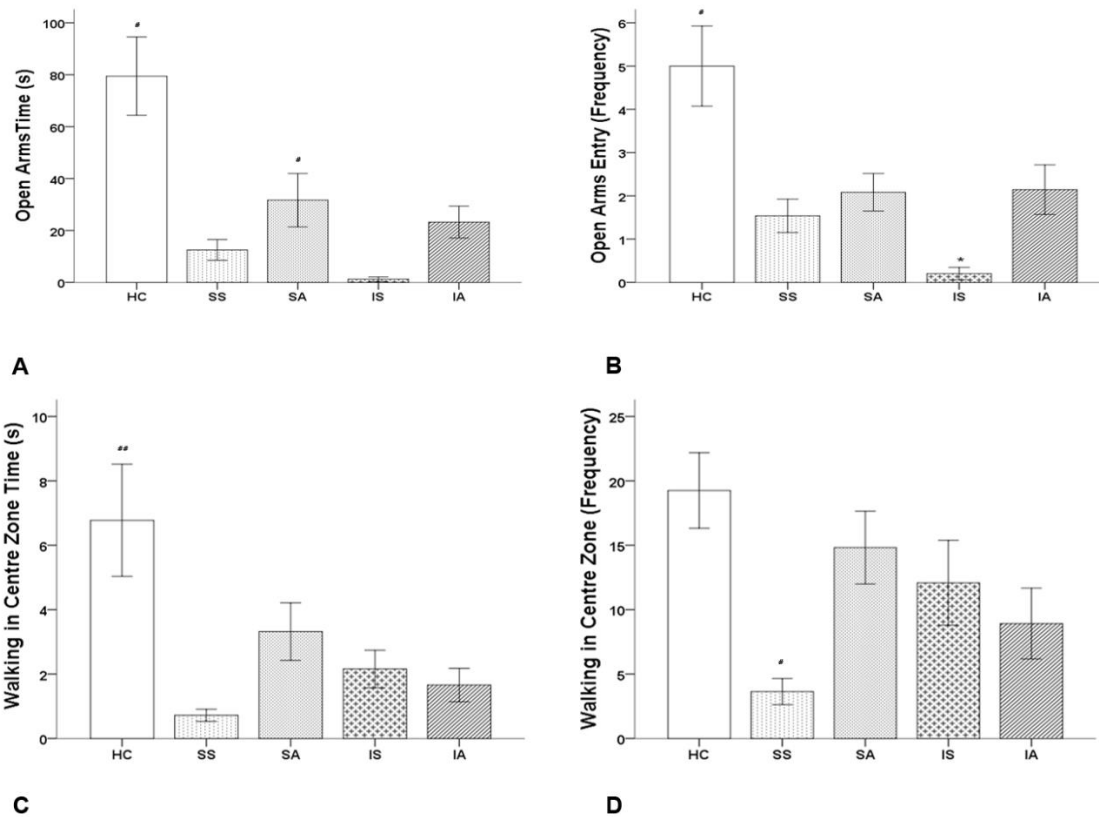 Open ArmsTime (s)
100
80
60
40
20
0
#
#
HC SS SA IS IA
A
Open Arms Entry (Frequency)
6
5
4
3
2
1
0
#
*
HC SS SA IS IA
B
Walking in Centre Zone Time (s)
10
8
6
4
2
0
##
HC SS SA IS IA
C
Walking in Centre Zone (Frequency)
25
20
15
10
5
0
#
HC SS SA IS IA
D